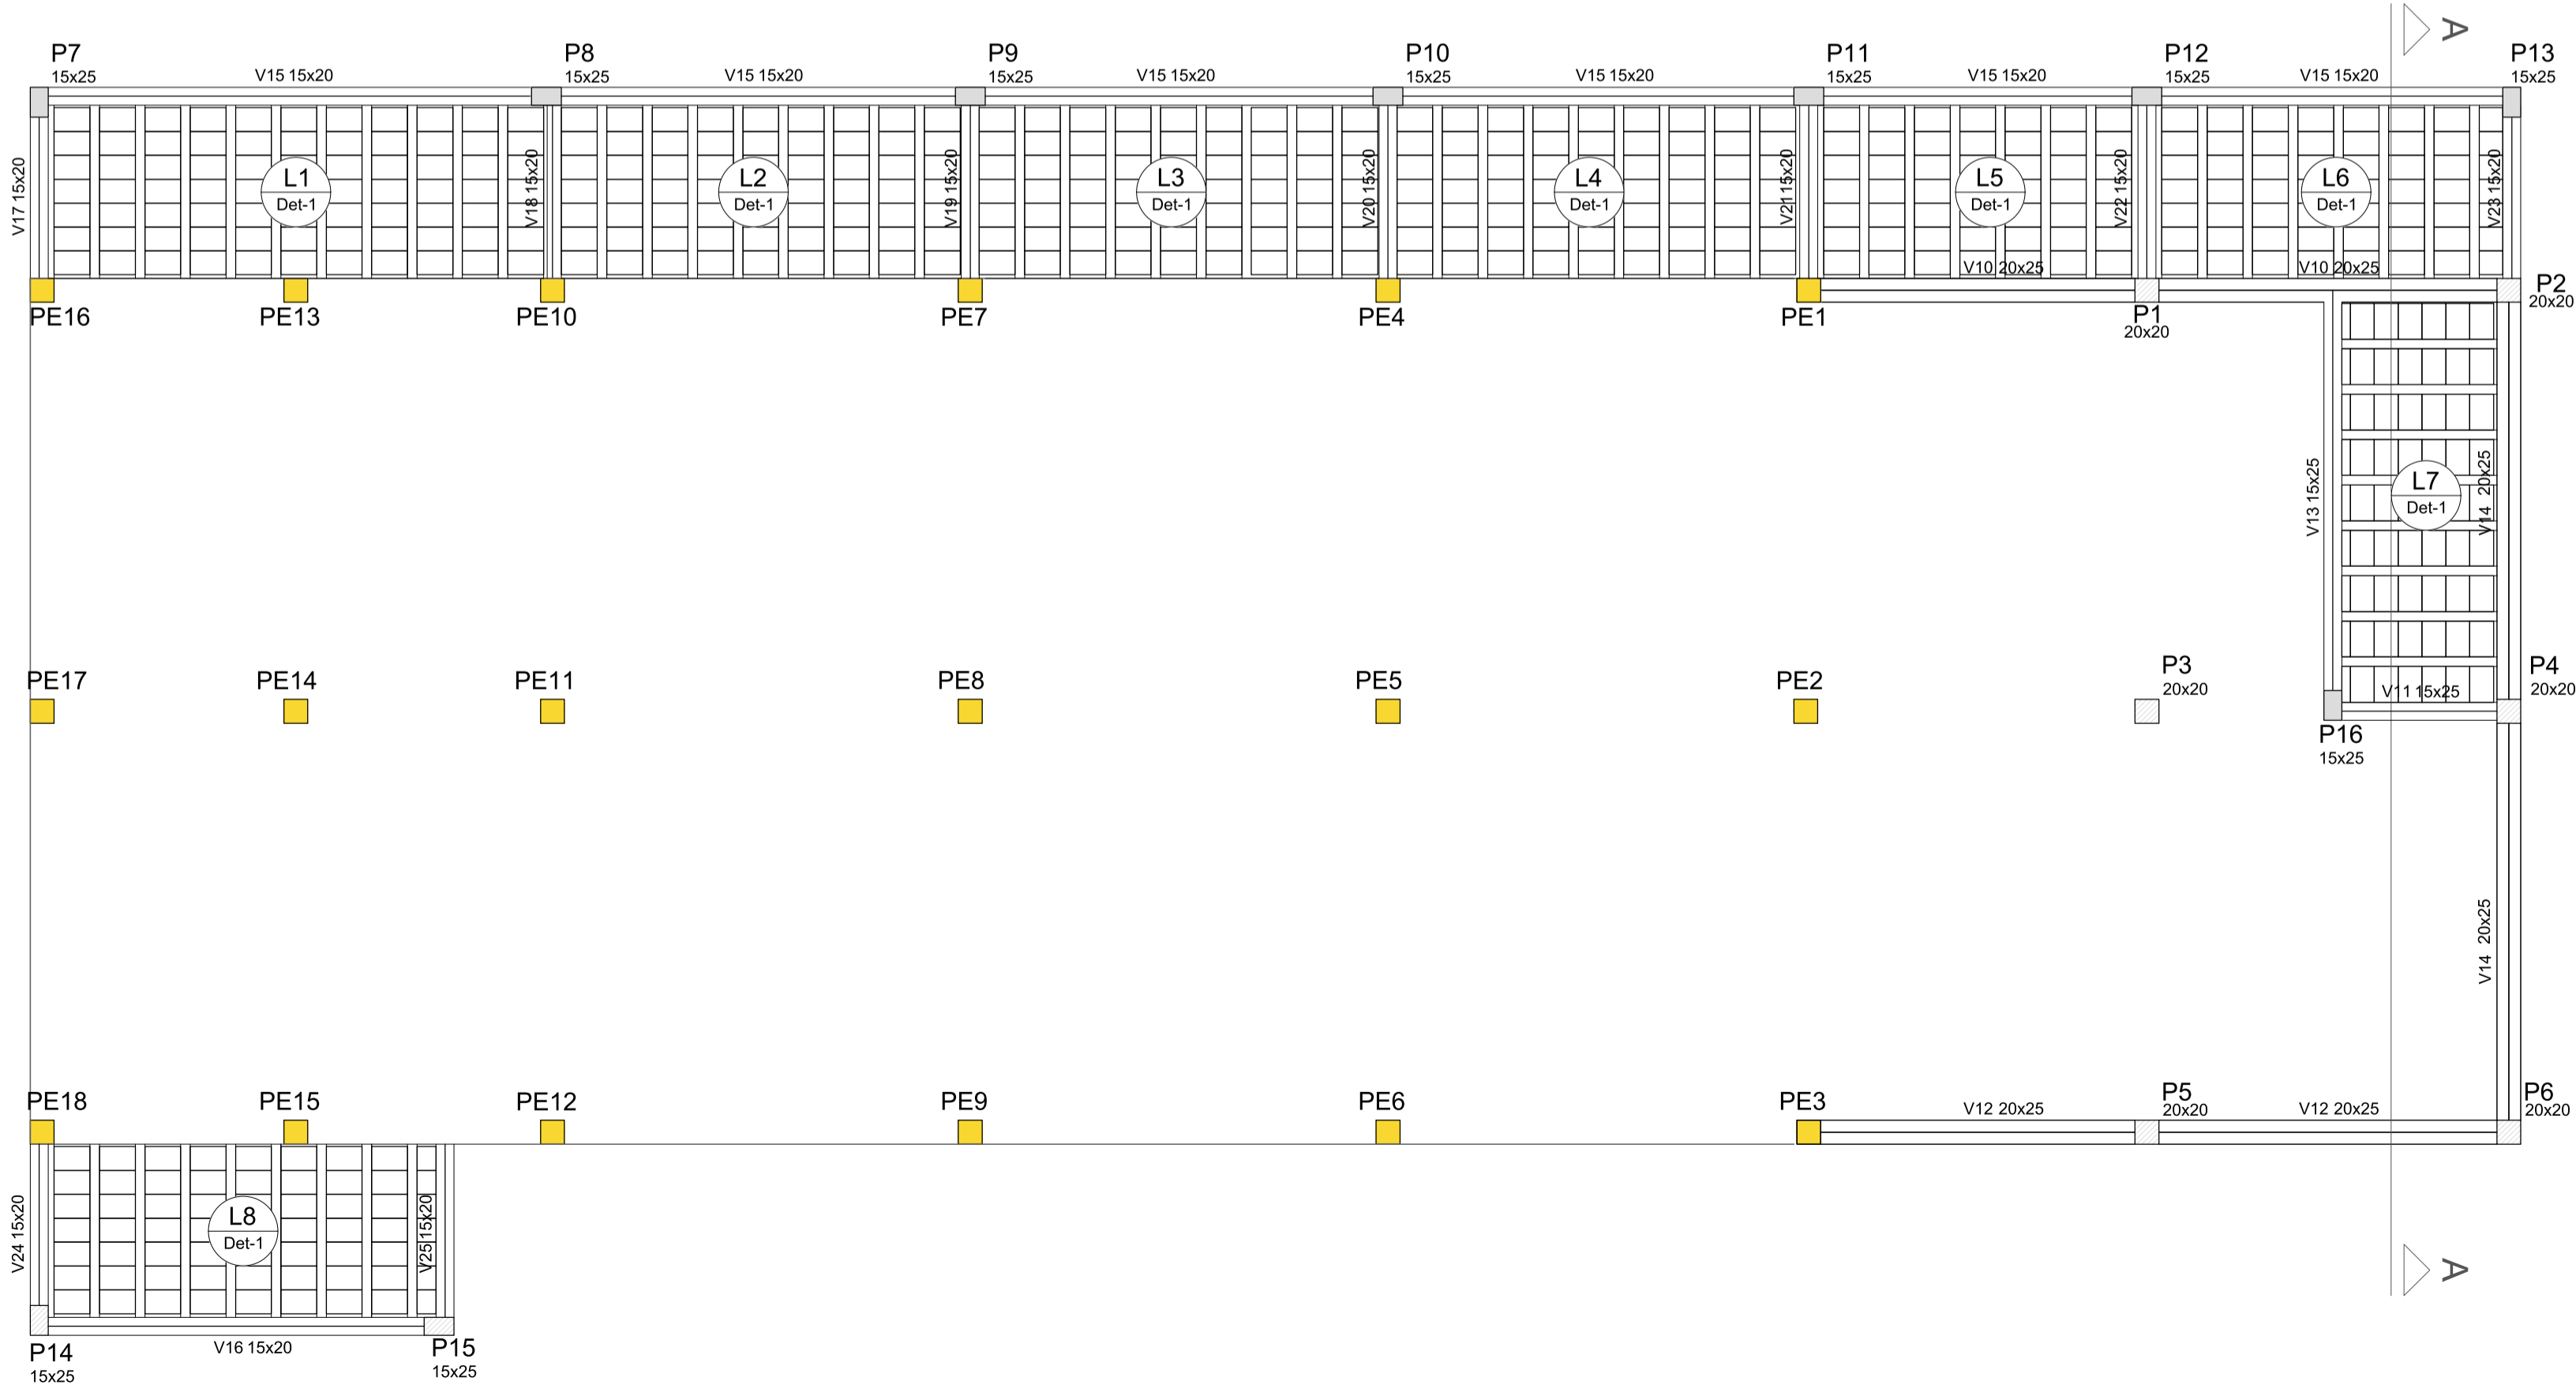 A
P7
15x25
V15 15x20
P8
15x25
V15 15x20
P9
15x25
V15 15x20
P10
15x25
V15 15x20
P11
15x25
V15 15x20
P12
15x25
V15 15x20
P13
15x25
V17 15x20
L1
Det-1
V18 15x20
L2
Det-1
V19 15x20
L3
Det-1
V20 15x20
L4
Det-1
V21 15x20
L5
Det-1
V22 15x20
L6
Det-1
V23 15x20
V10 20x25
V10 20x25
PE16
PE13
PE10
PE7
PE4
PE1
P1
20x20
P2
20x20
V13 15x25
L7
Det-1
V14 20x25
PE17
PE14
PE11
PE8
PE5
PE2
P3
20x20
V11 15x25
P4
20x20
P16
15x25
V14 20x25
PE18
PE15
PE12
PE9
PE6
PE3
V12 20x25
P5
20x20
V12 20x25
P6
20x20
V24 15x20
L8
Det-1
V25 15x20
A
P14
15x25
V16 15x20
P15
15x25